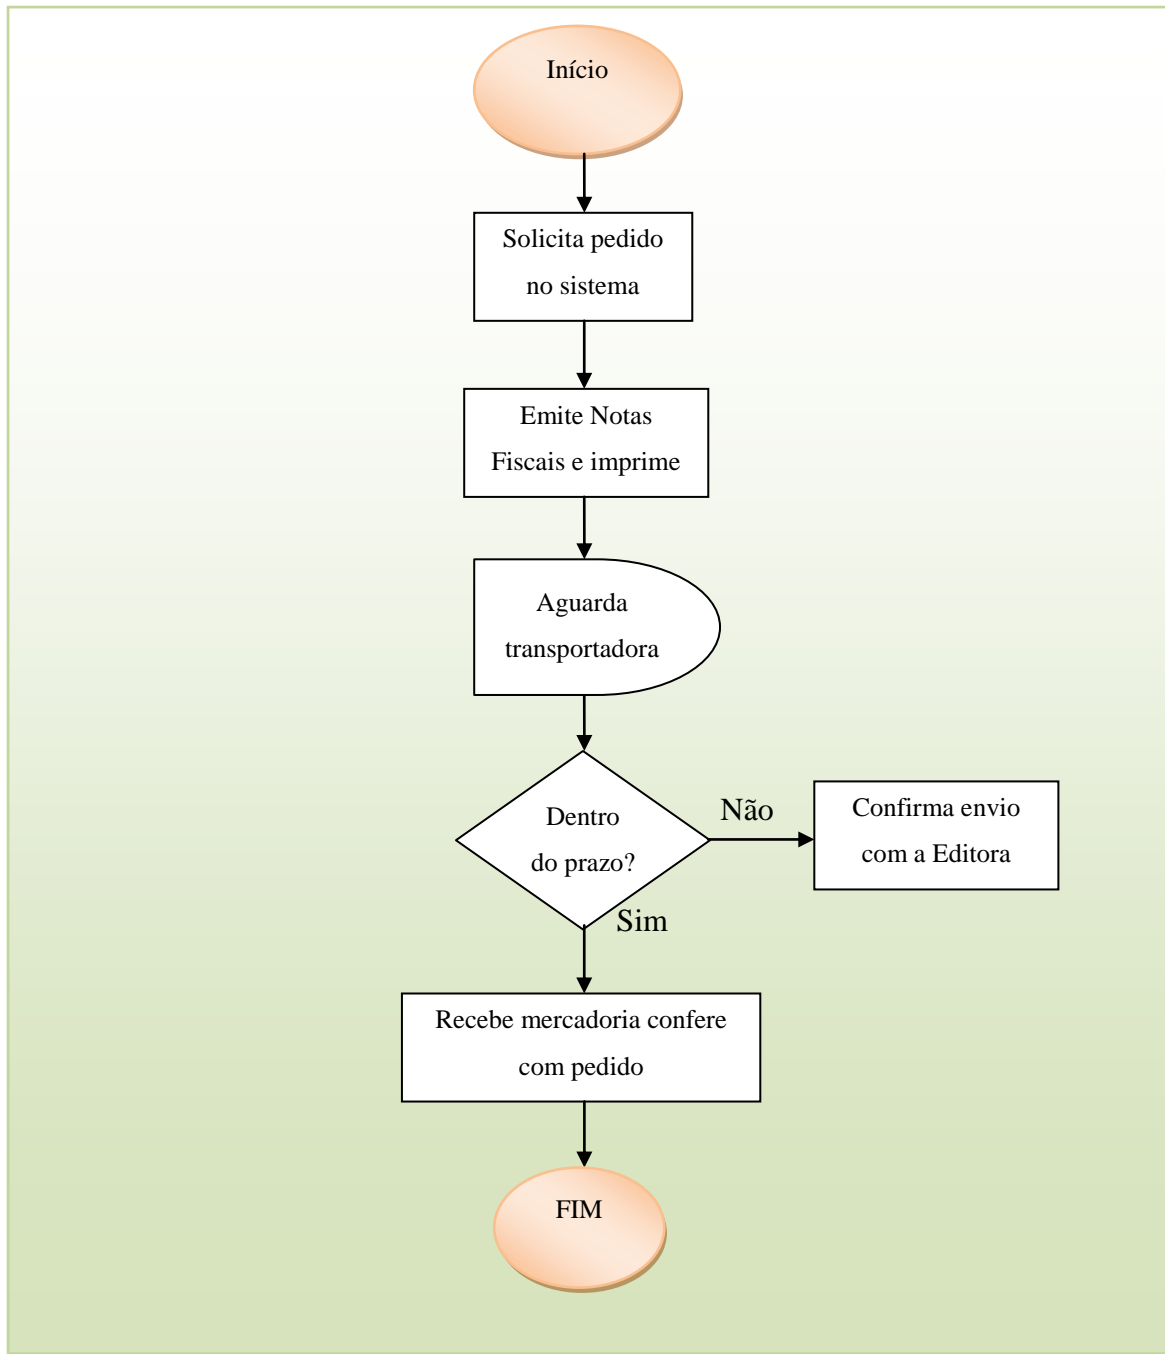 Início
Solicita pedido
no sistema
Emite Notas
Fiscais e imprime
Aguarda
transportadora
Dentro
do prazo?
Não
Confirma envio
com a Editora
Sim
Recebe mercadoria confere
com pedido
FIM